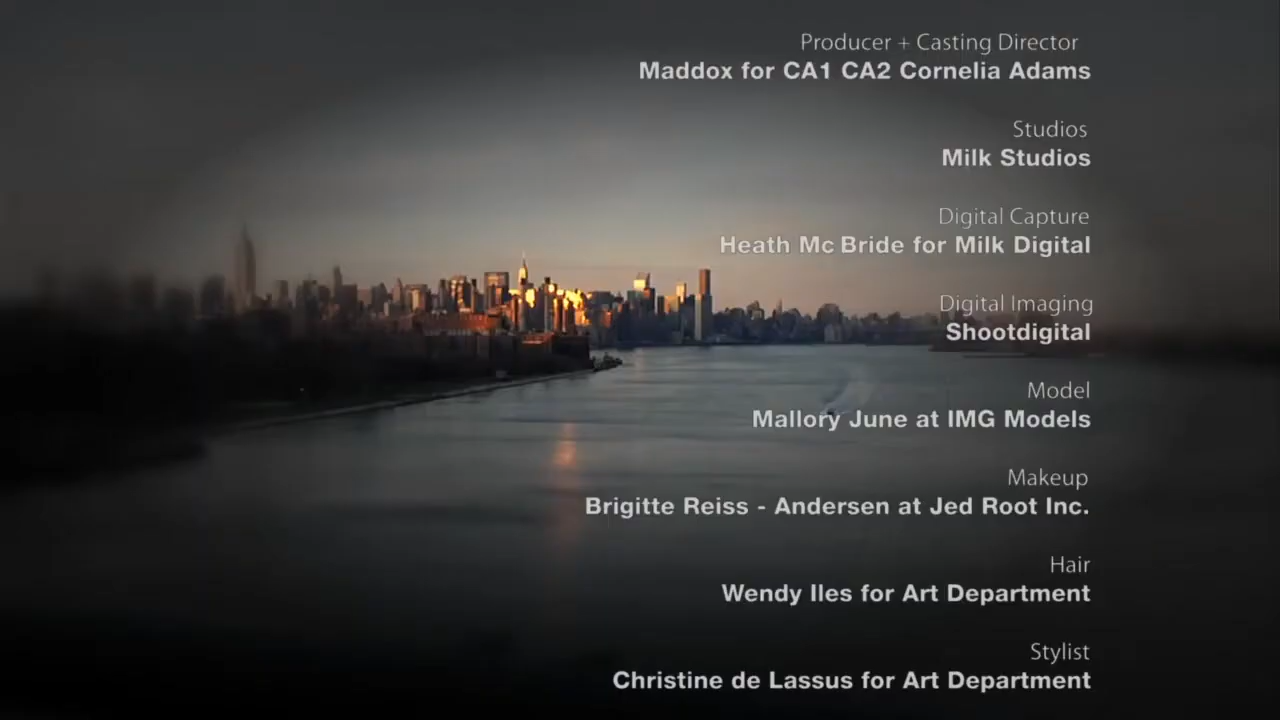 Producer + Casting Director
Maddox for CA1 CA2 Cornelia Adams
Studios
Milk Studios
Digital Capture
Heath Mc Bride for Milk Digital
Digital Imaging
Shootdigital
Model
Mallory June at IMG Models
Makeup
Brigitte Reiss - Andersen at Jed Root Inc.
Hair
Wendy Iles for Art Department
Stylist
Christine de Lassus for Art Department